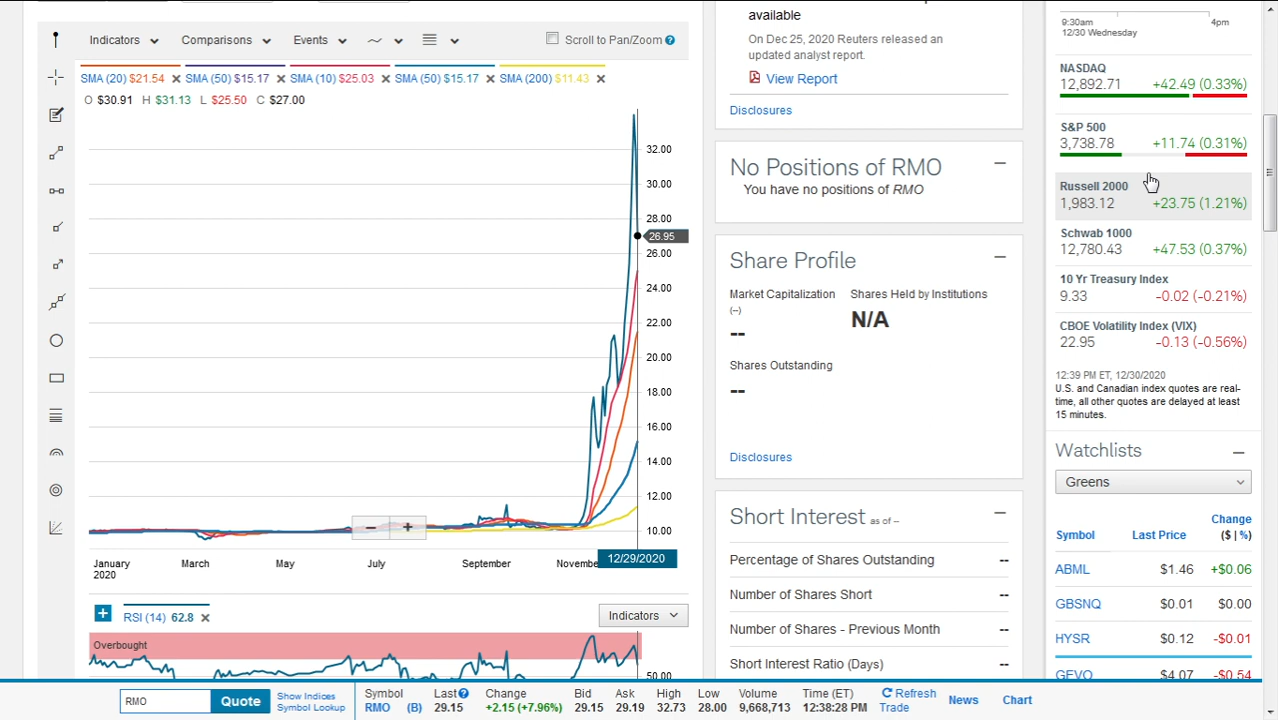 Indicators
Comparisons
Events
Scroll to Pan/Zoom
SMA (20) $21.54 SMA (50) $15.17 SMA (10) $25.03 SMA (50) $15.17 SMA (200) $11.43
O $30.91 H $31.13 L $25.50 C $27.00
32.00
30.00
28.00
26.95
26.00
24.00
22.00
20.00
18.00
16.00
14.00
12.00
10.00
January
2020
March
May
July
September
Novembe
12/29/2020
RSI (14) 62.8
Indicators
Overbought
50.00
available
On Dec 25, 2020 Reuters released an
updated analyst report.
View Report
Disclosures
No Positions of RMO
You have no positions of RMO
Share Profile
Market Capitalization
(--)
--
Shares Held by Institutions
N/A
Shares Outstanding
--
Disclosures
Short Interest as of --
Percentage of Shares Outstanding --
Number of Shares Short --
Number of Shares - Previous Month --
Short Interest Ratio (Days) --
9:30am 4pm
12/30 Wednesday
NASDAQ
12,892.71 +42.49 (0.33%)
S&P 500
3,738.78 +11.74 (0.31%)
Russell 2000
1,983.12 +23.75 (1.21%)
Schwab 1000
12,780.43 +47.53 (0.37%)
10 Yr Treasury Index
9.33 -0.02 (-0.21%)
CBOE Volatility Index (VIX)
22.95 -0.13 (-0.56%)
12:39 PM ET, 12/30/2020
U.S. and Canadian index quotes are real-
time, all other quotes are delayed at least
15 minutes.
Watchlists
Greens
Symbol Last Price Change
($ | %)
ABML $1.46 +$0.06
GBSNQ $0.01 $0.00
HYSR $0.12 -$0.01
GEVO $4.07 -$0.54
RMO
Quote
Show Indices
Symbol Lookup
Symbol Last Change Bid Ask High Low Volume Time (ET)
RMO (B) 29.15 +2.15 (+7.96%) 29.15 29.19 32.73 28.00 9,668,713 12:38:28 PM
Refresh
Trade
News
Chart